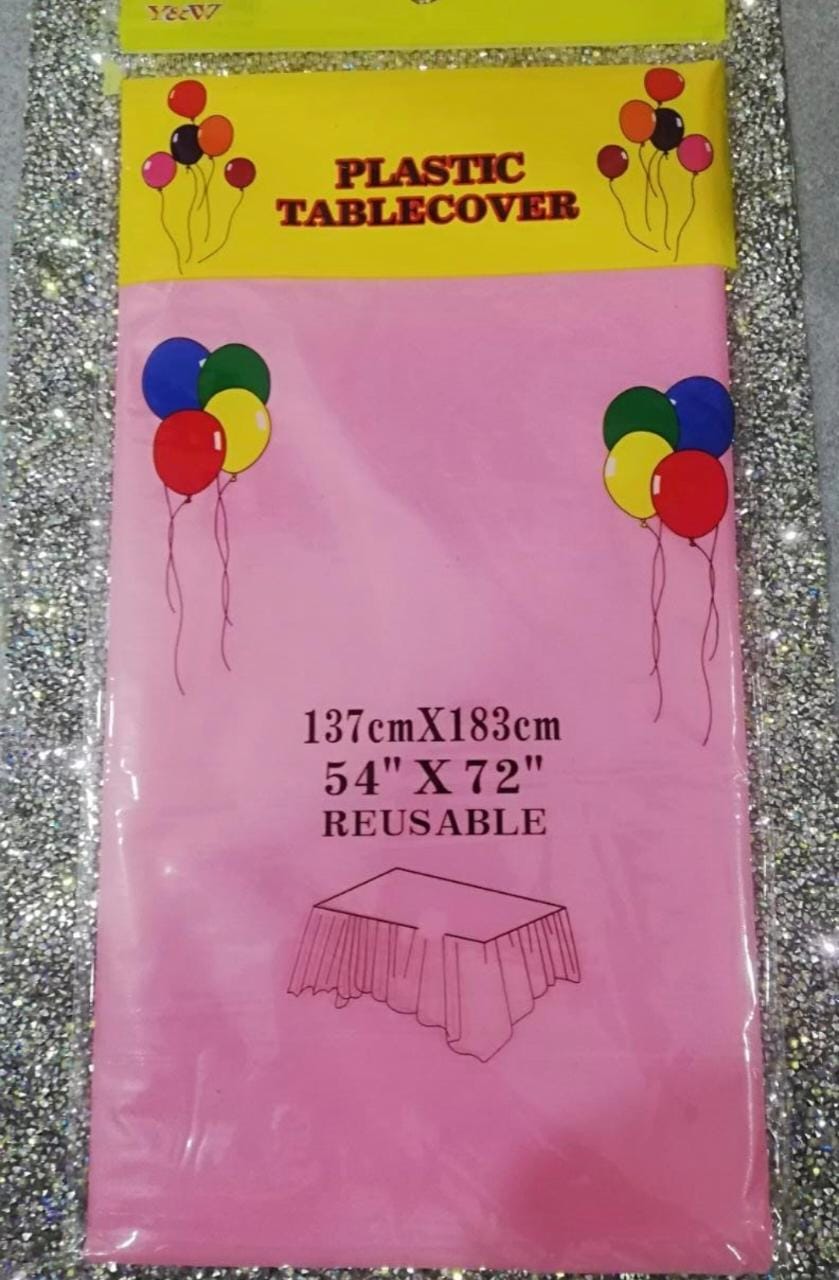 Y&W
PLASTIC
TABLECOVER
137cmX183cm
54" X 72"
REUSABLE